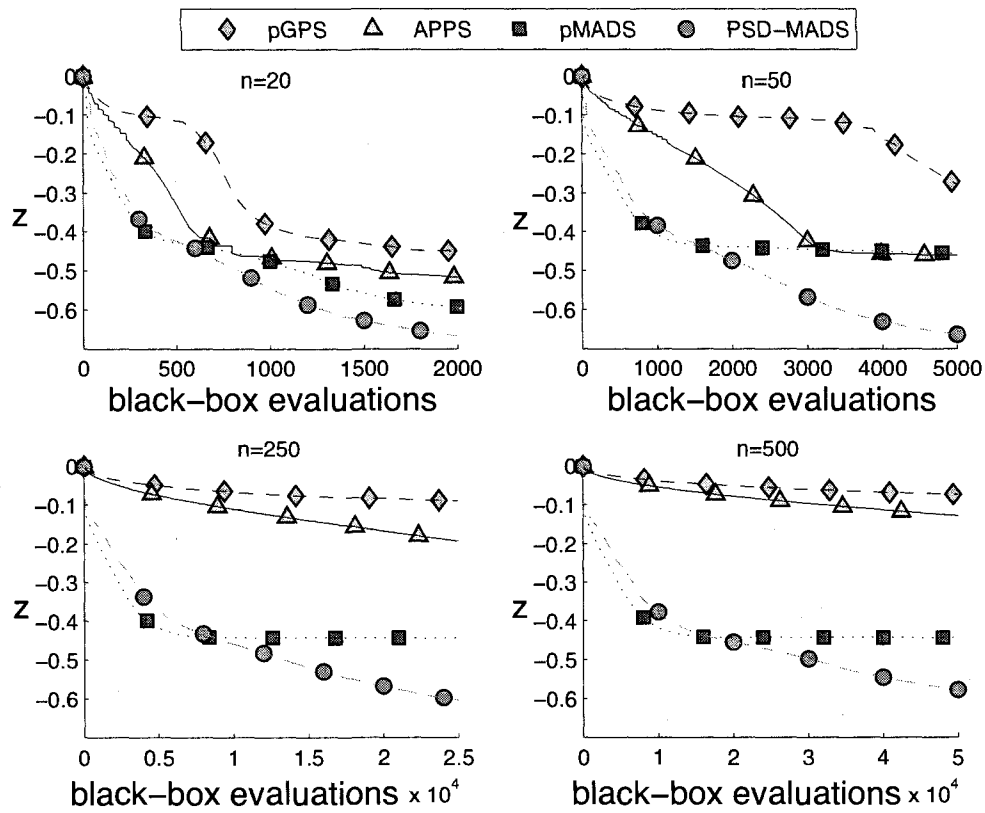 pGPS APPS pMADS PSD-MADS
n=20
0
-0.1
-0.2
-0.3
-0.4
-0.5
-0.6
z
0 500 1000 1500 2000
black-box evaluations
n=50
0
-0.1
-0.2
-0.3
-0.4
-0.5
-0.6
z
0 1000 2000 3000 4000 5000
black-box evaluations
n=250
0
-0.1
-0.2
-0.3
-0.4
-0.5
-0.6
z
0 0.5 1 1.5 2 2.5
black-box evaluations x 10⁴
n=500
0
-0.1
-0.2
-0.3
-0.4
-0.5
-0.6
z
0 1 2 3 4 5
black-box evaluations x 10⁴